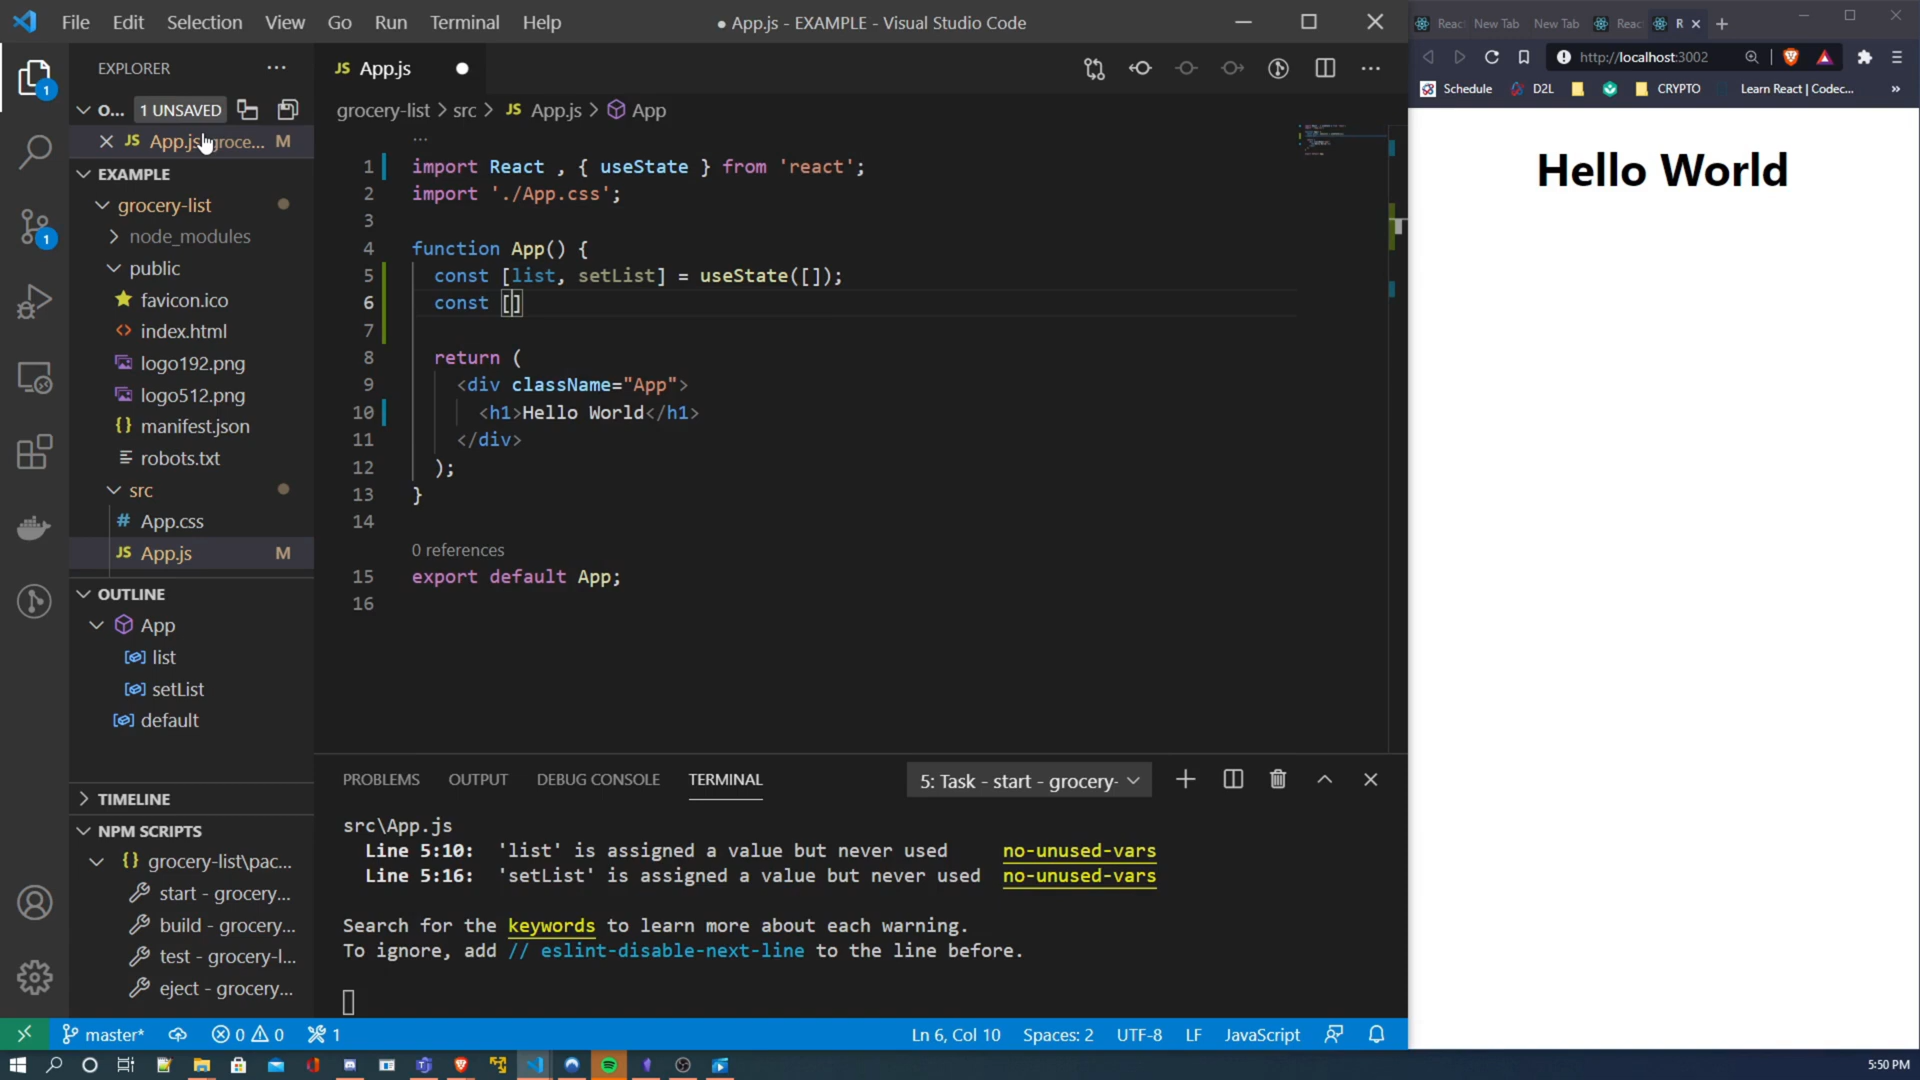 File Edit Selection View Go Run Terminal Help
● App.js - EXAMPLE - Visual Studio Code
EXPLORER
O... 1 UNSAVED
JS App.js groce... M
EXAMPLE
grocery-list
node_modules
public
favicon.ico
index.html
logo192.png
logo512.png
manifest.json
robots.txt
src
App.css
JS App.js M
OUTLINE
App
list
setList
default
TIMELINE
NPM SCRIPTS
grocery-list\pac...
start - grocery...
build - grocery...
test - grocery-l...
eject - grocery...
JS App.js
grocery-list > src > JS App.js > App
...
1 import React , { useState } from 'react';
2 import './App.css';
3
4 function App() {
5 const [list, setList] = useState([]);
6 const []
7
8 return (
9 <div className="App">
10 <h1>Hello World</h1>
11 </div>
12 );
13 }
14
0 references
15 export default App;
16
PROBLEMS OUTPUT DEBUG CONSOLE TERMINAL
5: Task - start - grocery-
src\App.js
Line 5:10: 'list' is assigned a value but never used no-unused-vars
Line 5:16: 'setList' is assigned a value but never used no-unused-vars
Search for the keywords to learn more about each warning.
To ignore, add // eslint-disable-next-line to the line before.
master* 0 0 1
Ln 6, Col 10 Spaces: 2 UTF-8 LF JavaScript
React New Tab New Tab React R
http://localhost:3002
Schedule D2L CRYPTO Learn React | Codec... »
Hello World
5:50 PM